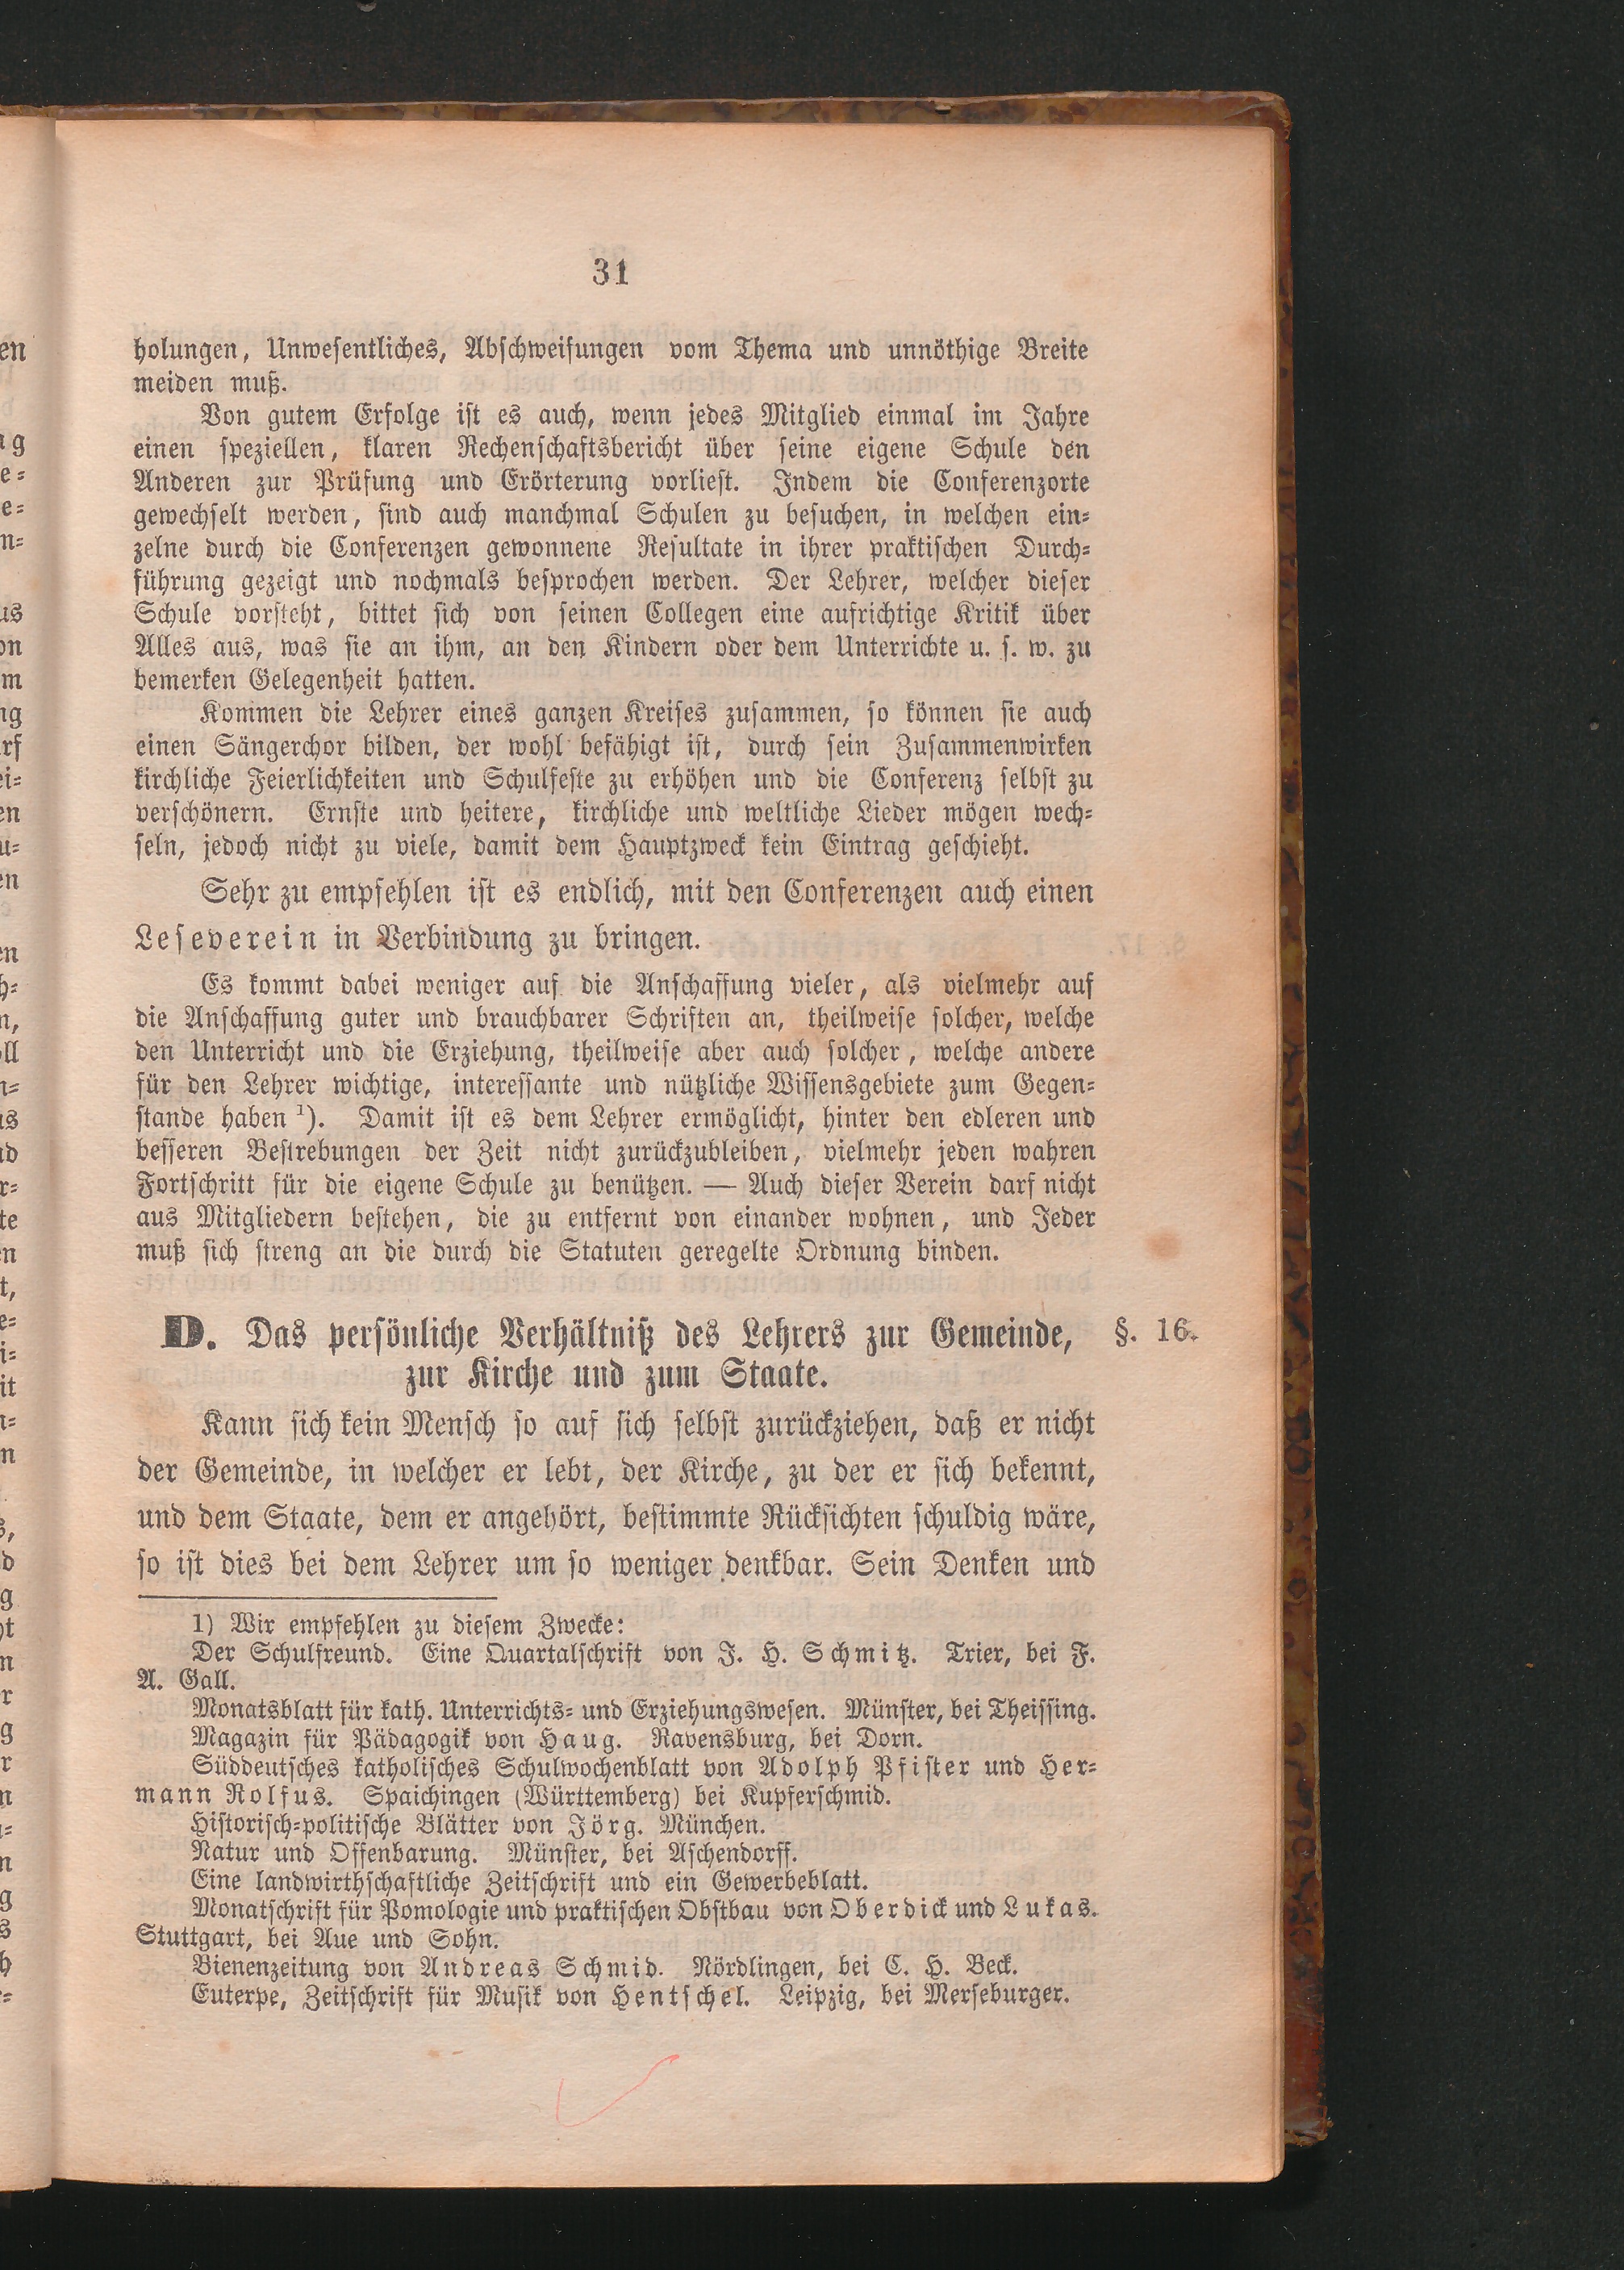 31
holungen, Unwesentliches, Abschweifungen vom Thema und unnöthige Breite
meiden muß.
Von gutem Erfolge ist es auch, wenn jedes Mitglied einmal im Jahre
einen speziellen, klaren Rechenschaftsbericht über seine eigene Schule den
Anderen zur Prüfung und Erörterung vorliest. Indem die Conferenzorte
gewechselt werden, sind auch manchmal Schulen zu besuchen, in welchen ein-
zelne durch die Conferenzen gewonnene Resultate in ihrer praktischen Durch-
führung gezeigt und nochmals besprochen werden. Der Lehrer, welcher dieser
Schule vorsteht, bittet sich von seinen Collegen eine aufrichtige Kritik über
Alles aus, was sie an ihm, an den Kindern oder dem Unterrichte u. s. w. zu
bemerken Gelegenheit hatten.
Kommen die Lehrer eines ganzen Kreises zusammen, so können sie auch
einen Sängerchor bilden, der wohl befähigt ist, durch sein Zusammenwirken
kirchliche Feierlichkeiten und Schulfeste zu erhöhen und die Conferenz selbst zu
verschönern. Ernste und heitere, kirchliche und weltliche Lieder mögen wech-
seln, jedoch nicht zu viele, damit dem Hauptzweck kein Eintrag geschieht.
Sehr zu empfehlen ist es endlich, mit den Conferenzen auch einen
Leseverein in Verbindung zu bringen.
Es kommt dabei weniger auf die Anschaffung vieler, als vielmehr auf
die Anschaffung guter und brauchbarer Schriften an, theilweise solcher, welche
den Unterricht und die Erziehung, theilweise aber auch solcher, welche andere
für den Lehrer wichtige, interessante und nützliche Wissensgebiete zum Gegen-
stande haben ¹). Damit ist es dem Lehrer ermöglicht, hinter den edleren und
besseren Bestrebungen der Zeit nicht zurückzubleiben, vielmehr jeden wahren
Fortschritt für die eigene Schule zu benützen. — Auch dieser Verein darf nicht
aus Mitgliedern bestehen, die zu entfernt von einander wohnen, und Jeder
muß sich streng an die durch die Statuten geregelte Ordnung binden.
D. Das persönliche Verhältniß des Lehrers zur Gemeinde, §. 16.
zur Kirche und zum Staate.
Kann sich kein Mensch so auf sich selbst zurückziehen, daß er nicht
der Gemeinde, in welcher er lebt, der Kirche, zu der er sich bekennt,
und dem Staate, dem er angehört, bestimmte Rücksichten schuldig wäre,
so ist dies bei dem Lehrer um so weniger denkbar. Sein Denken und
1) Wir empfehlen zu diesem Zwecke:
Der Schulfreund. Eine Quartalschrift von J. H. Schmitz. Trier, bei F.
A. Gall.
Monatsblatt für kath. Unterrichts- und Erziehungswesen. Münster, bei Theissing.
Magazin für Pädagogik von Haug. Ravensburg, bei Dorn.
Süddeutsches katholisches Schulwochenblatt von Adolph Pfister und Her-
mann Rolfus. Spaichingen (Württemberg) bei Kupferschmid.
Historisch-politische Blätter von Jörg. München.
Natur und Offenbarung. Münster, bei Aschendorff.
Eine landwirthschaftliche Zeitschrift und ein Gewerbeblatt.
Monatschrift für Pomologie und praktischen Obstbau von Oberdick und Lukas.
Stuttgart, bei Aue und Sohn.
Bienenzeitung von Andreas Schmid. Nördlingen, bei C. H. Beck.
Euterpe, Zeitschrift für Musik von Hentschel. Leipzig, bei Merseburger.